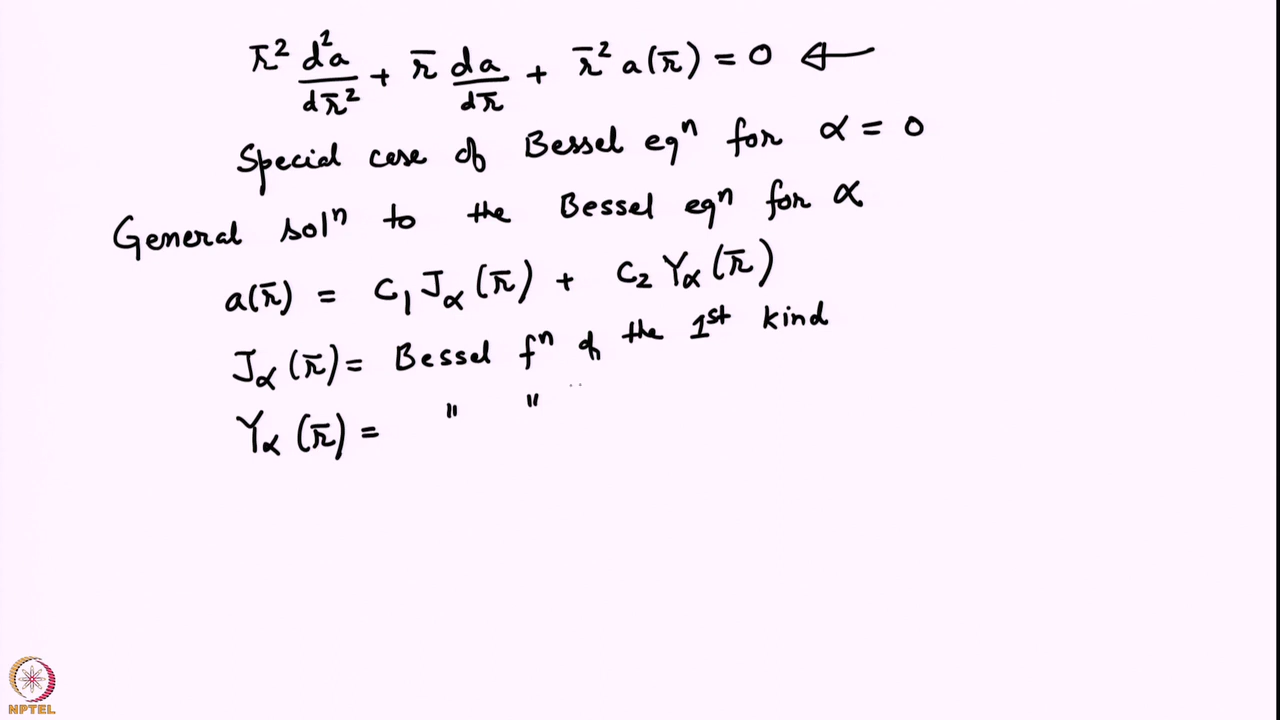 r̄² d²a/dr̄² + r̄ da/dr̄ + r̄² a(r̄) = 0 ⇐
Special case of Bessel eqⁿ for α = 0
General solⁿ to the Bessel eqⁿ for α
a(r̄) = C₁ J_α(r̄) + C₂ Y_α(r̄)
J_α(r̄) = Bessel fⁿ of the 1st kind
Y_α(r̄) = " "
NPTEL